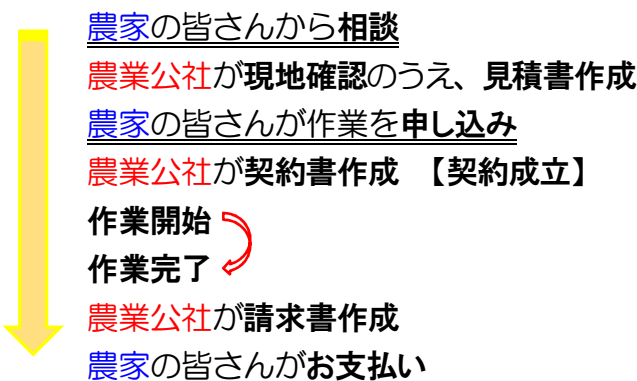 農家の皆さんから相談
農業公社が現地確認のうえ、見積書作成
農家の皆さんが作業を申し込み
農業公社が契約書作成　【契約成立】
作業開始
作業完了
農業公社が請求書作成
農家の皆さんがお支払い